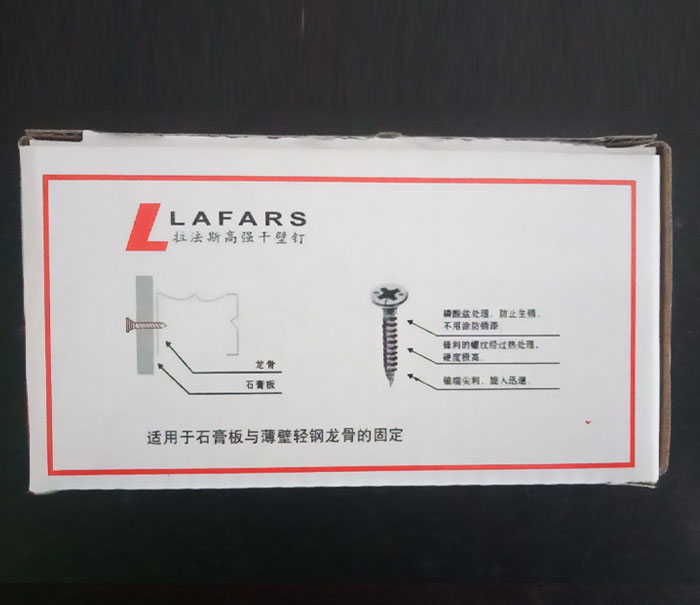 LAFARS
拉法斯高强干壁钉
龙骨
石膏板
磷酸盐处理，防止生锈，
不用涂防锈漆。
锋利的螺纹经过热处理，
硬度极高。
锥端尖利，旋入迅速。
适用于石膏板与薄壁轻钢龙骨的固定